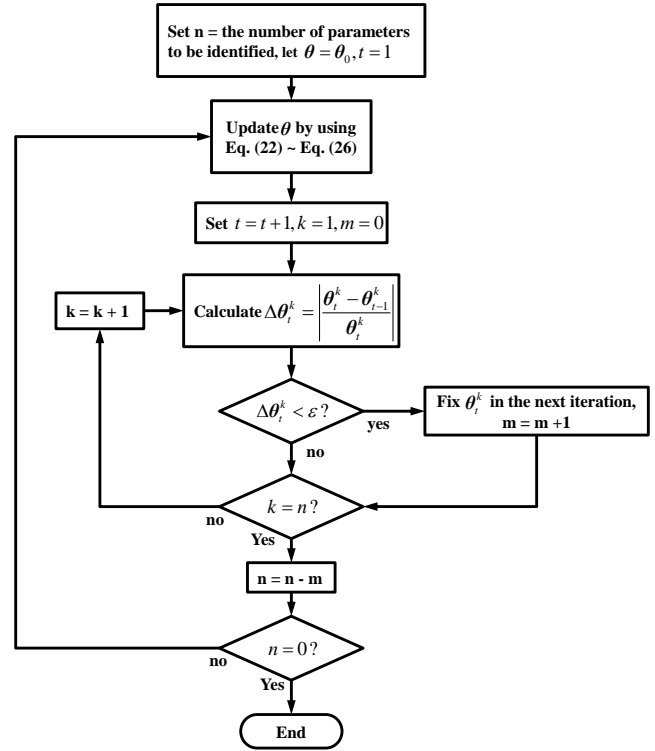 Set n = the number of parameters
to be identified, let θ = θ₀, t = 1
Update θ by using
Eq. (22) ~ Eq. (26)
Set t = t + 1, k = 1, m = 0
k = k + 1
Calculate Δθₜᵏ = |(θₜᵏ − θₜ₋₁ᵏ) / θₜᵏ|
Δθₜᵏ < ε ?
yes
Fix θₜᵏ in the next iteration,
m = m +1
no
k = n ?
no
Yes
n = n - m
n = 0 ?
no
Yes
End